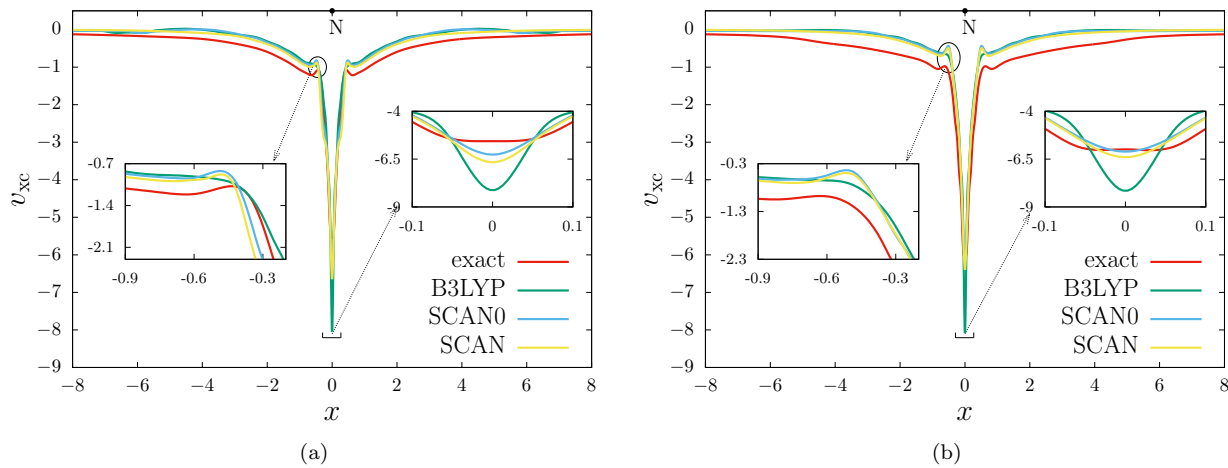 N
0
−1
−2
−3
−4
−5
−6
−7
−8
−9
v_xc
−8 −6 −4 −2 0 2 4 6 8
x
-0.7
-1.4
-2.1
-0.9 -0.6 -0.3
-4
-6.5
-9
-0.1 0 0.1
exact
B3LYP
SCAN0
SCAN
(a)
N
0
−1
−2
−3
−4
−5
−6
−7
−8
−9
v_xc
−8 −6 −4 −2 0 2 4 6 8
x
-0.3
-1.3
-2.3
-0.9 -0.6 -0.3
-4
-6.5
-9
-0.1 0 0.1
exact
B3LYP
SCAN0
SCAN
(b)